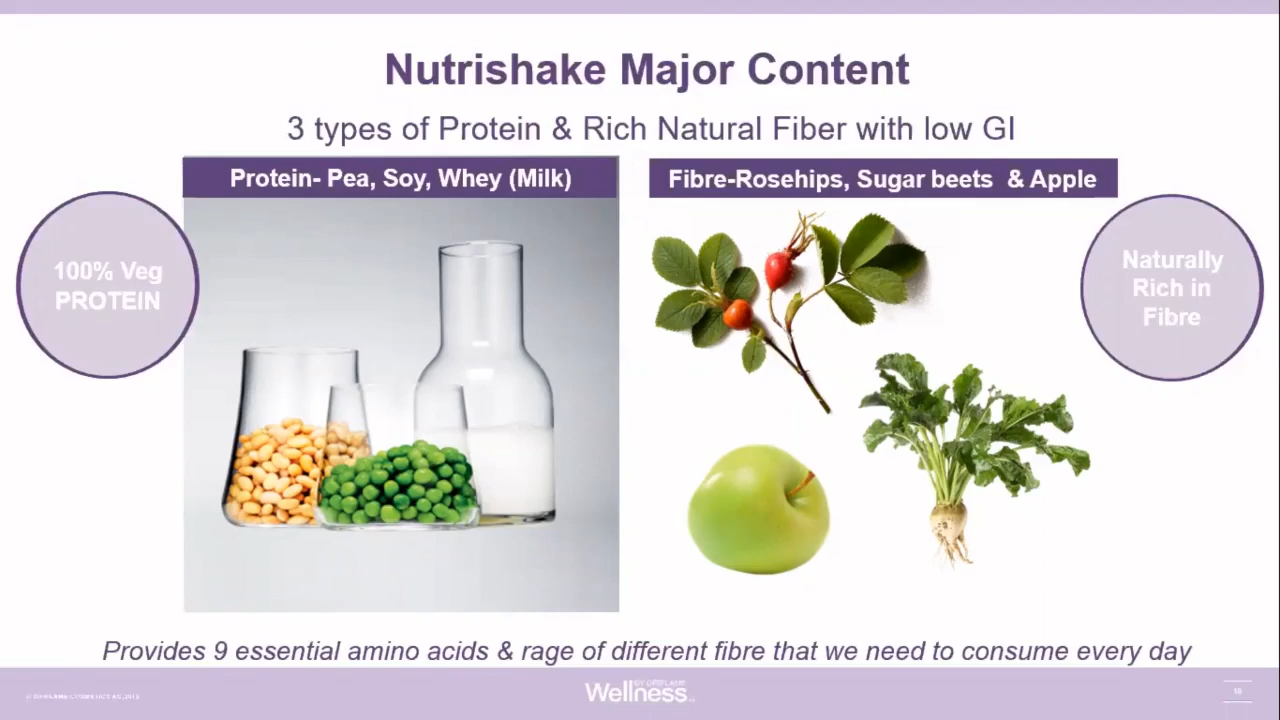 Nutrishake Major Content
3 types of Protein & Rich Natural Fiber with low GI
Protein- Pea, Soy, Whey (Milk)
Fibre-Rosehips, Sugar beets & Apple
100% Veg
PROTEIN
Naturally
Rich in
Fibre
Provides 9 essential amino acids & rage of different fibre that we need to consume every day
BY ORIFLAME
Wellness